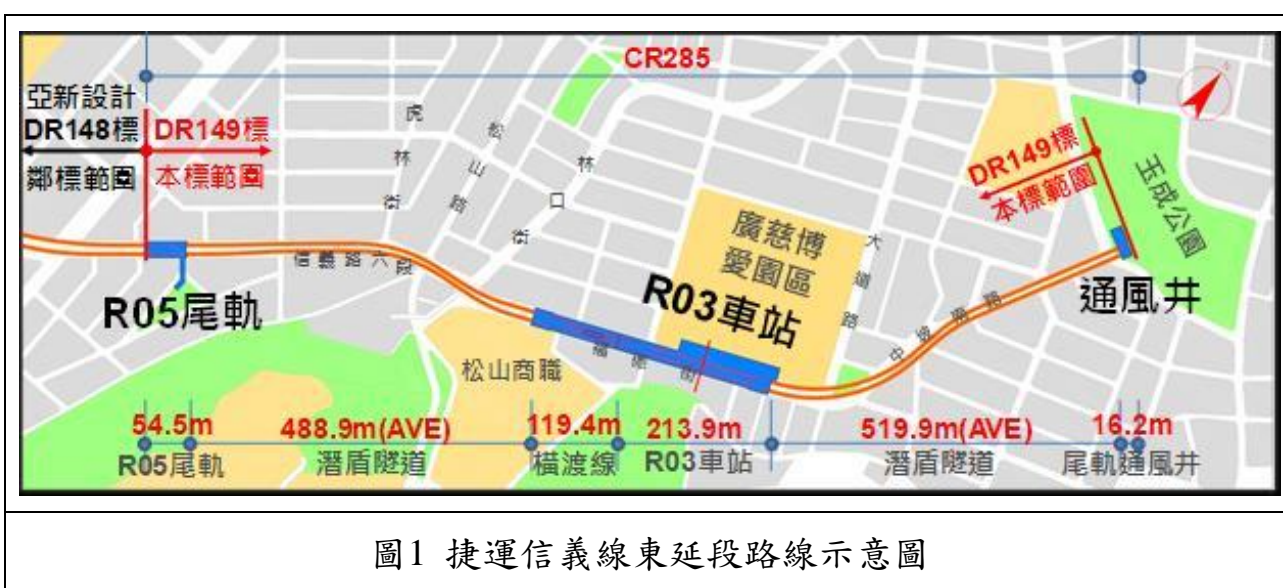 CR285
亞新設計
DR148標
DR149標
鄰標範圍
本標範圍
虎林街
松山路
林口街
信義路六段
R05尾軌
廣慈博
愛園區
R03車站
大道路
福德街
松山商職
中坡南路
DR149標
本標範圍
玉成公園
通風井
54.5m
488.9m(AVE)
119.4m
213.9m
519.9m(AVE)
16.2m
R05尾軌
潛盾隧道
橫渡線
R03車站
潛盾隧道
尾軌通風井
圖1 捷運信義線東延段路線示意圖